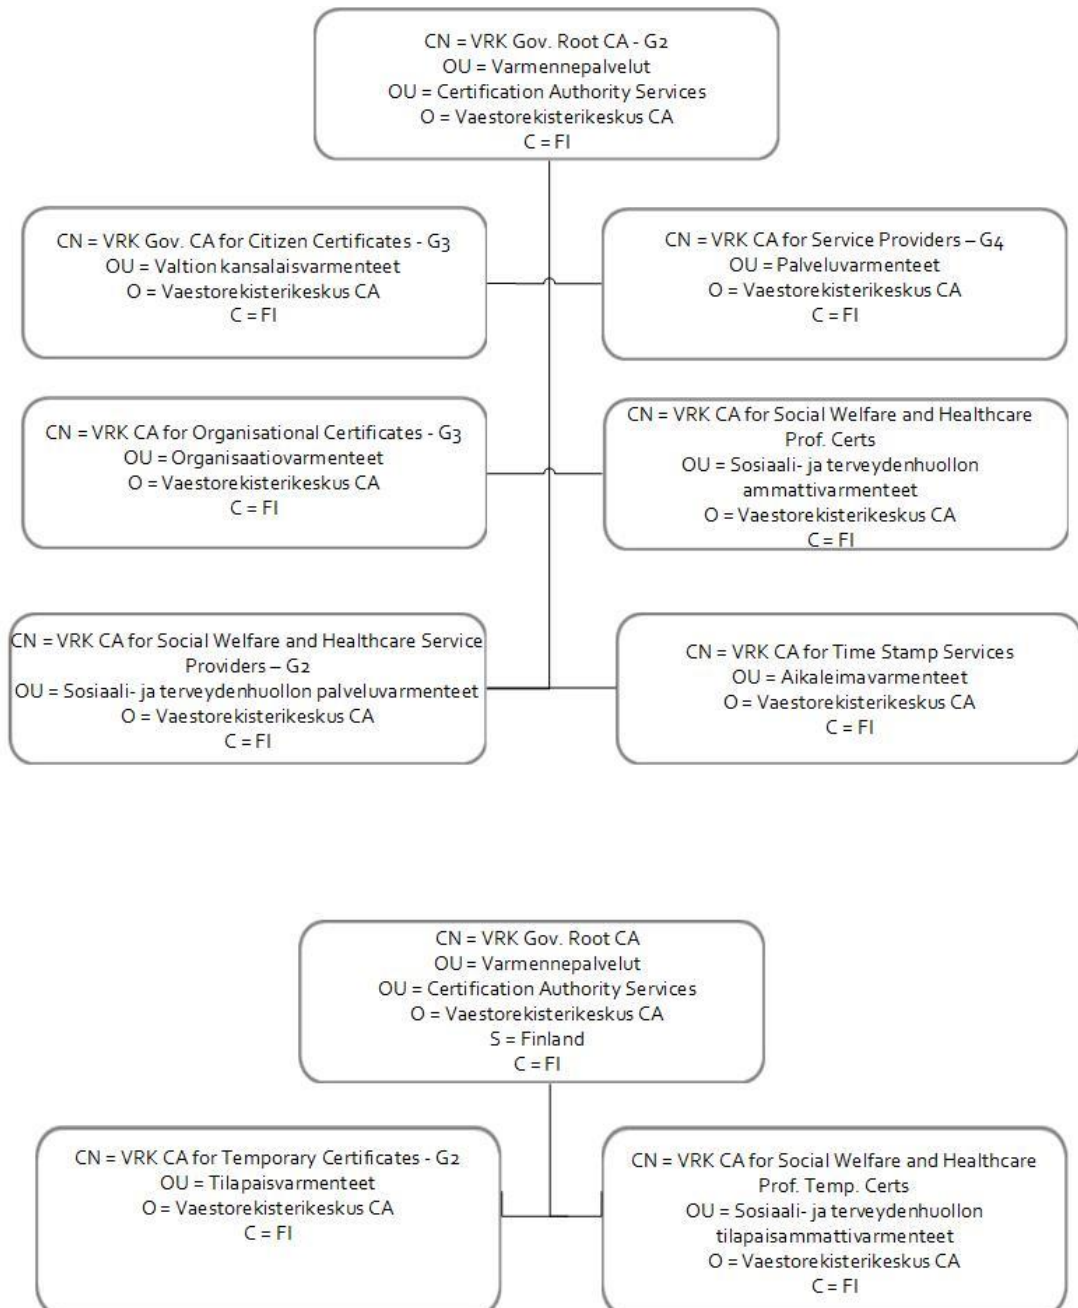 CN = VRK Gov. Root CA - G2
OU = Varmennepalvelut
OU = Certification Authority Services
O = Vaestorekisterikeskus CA
C = FI
CN = VRK Gov. CA for Citizen Certificates - G3
OU = Valtion kansalaisvarmenteet
O = Vaestorekisterikeskus CA
C = FI
CN = VRK CA for Service Providers – G4
OU = Palveluvarmenteet
O = Vaestorekisterikeskus CA
C = FI
CN = VRK CA for Organisational Certificates - G3
OU = Organisaatiovarmenteet
O = Vaestorekisterikeskus CA
C = FI
CN = VRK CA for Social Welfare and Healthcare
Prof. Certs
OU = Sosiaali- ja terveydenhuollon
ammattivarmenteet
O = Vaestorekisterikeskus CA
C = FI
CN = VRK CA for Social Welfare and Healthcare Service
Providers – G2
OU = Sosiaali- ja terveydenhuollon palveluvarmenteet
O = Vaestorekisterikeskus CA
C = FI
CN = VRK CA for Time Stamp Services
OU = Aikaleimavarmenteet
O = Vaestorekisterikeskus CA
C = FI
CN = VRK Gov. Root CA
OU = Varmennepalvelut
OU = Certification Authority Services
O = Vaestorekisterikeskus CA
S = Finland
C = FI
CN = VRK CA for Temporary Certificates - G2
OU = Tilapaisvarmenteet
O = Vaestorekisterikeskus CA
C = FI
CN = VRK CA for Social Welfare and Healthcare
Prof. Temp. Certs
OU = Sosiaali- ja terveydenhuollon
tilapaisammattivarmenteet
O = Vaestorekisterikeskus CA
C = FI